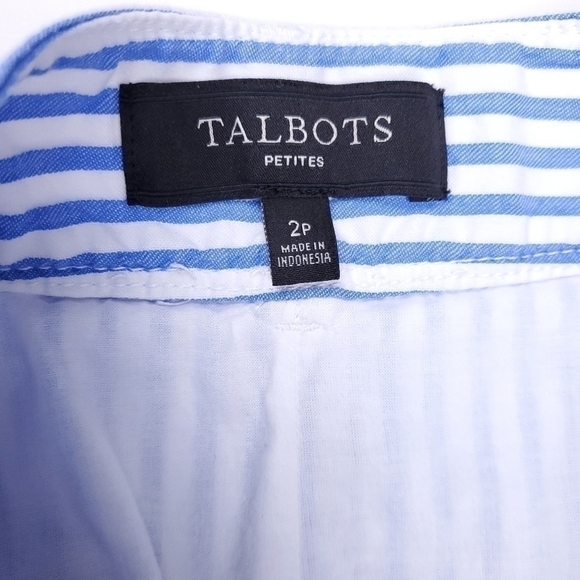 TALBOTS
PETITES
2P
MADE IN
INDONESIA